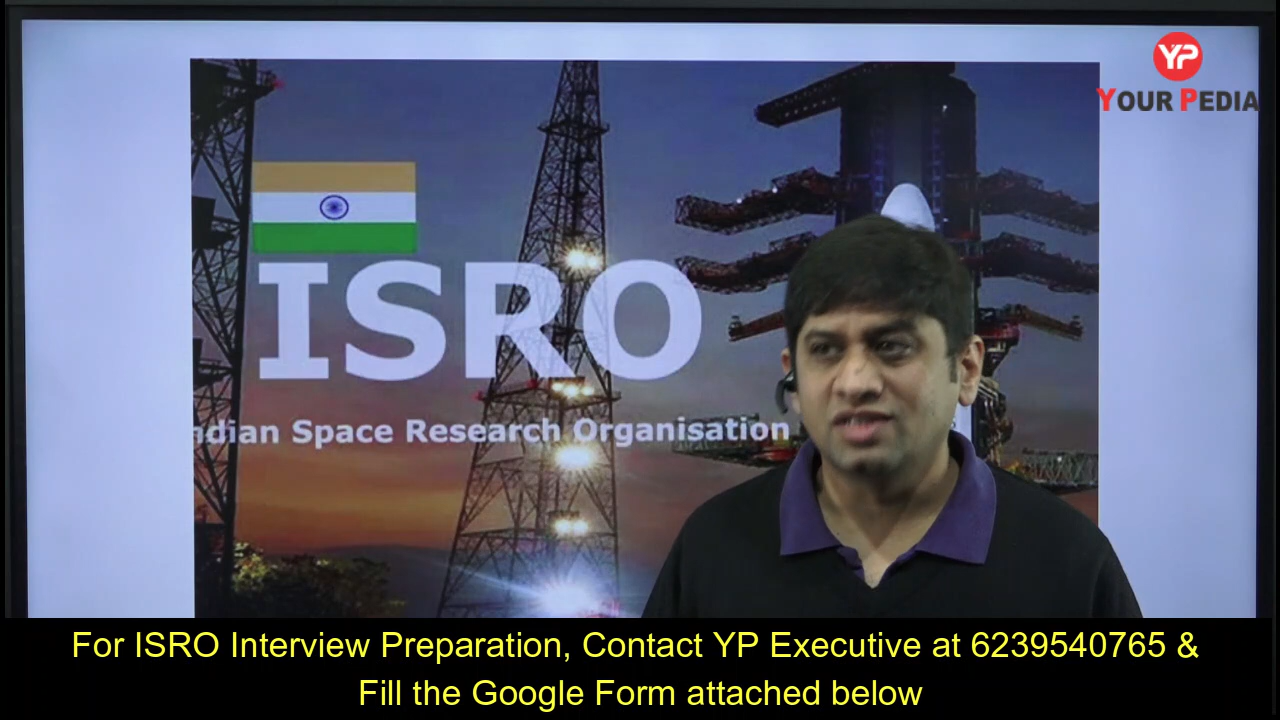 YP
YOUR PEDIA
ISRO
ndian Space Research Organisation
For ISRO Interview Preparation, Contact YP Executive at 6239540765 &
Fill the Google Form attached below